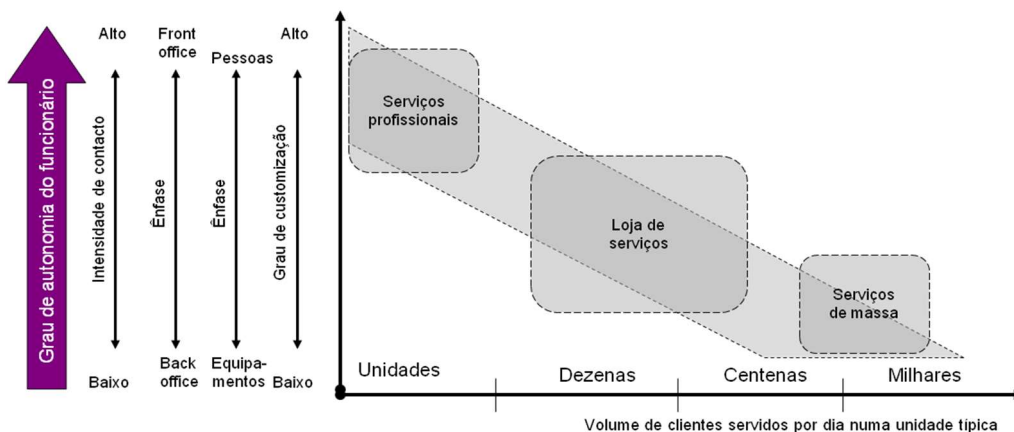 Grau de autonomia do funcionário
Alto
Intensidade de contacto
Baixo
Front
office
Ênfase
Back
office
Pessoas
Ênfase
Equipa-
mentos
Alto
Grau de customização
Baixo
Serviços
profissionais
Loja de
serviços
Serviços
de massa
Unidades
Dezenas
Centenas
Milhares
Volume de clientes servidos por dia numa unidade típica